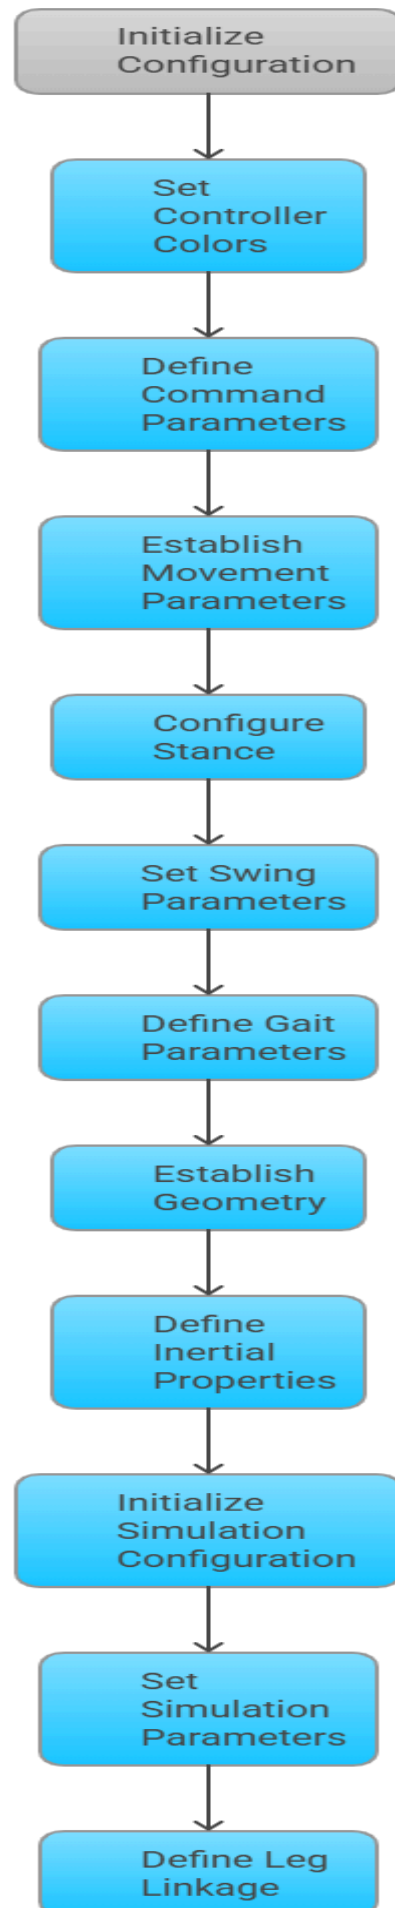 Initialize
Configuration
Set
Controller
Colors
Define
Command
Parameters
Establish
Movement
Parameters
Configure
Stance
Set Swing
Parameters
Define Gait
Parameters
Establish
Geometry
Define
Inertial
Properties
Initialize
Simulation
Configuration
Set
Simulation
Parameters
Define Leg
Linkage